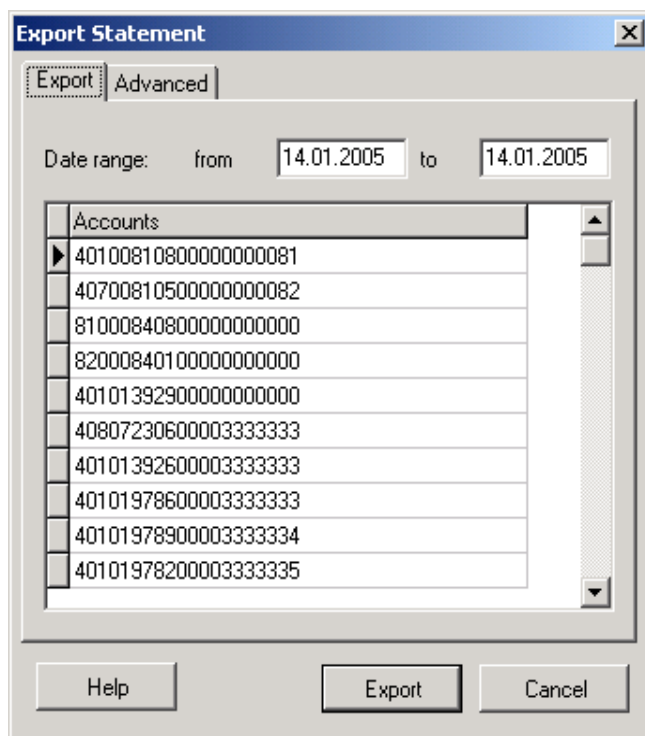 Export Statement
Export Advanced
Date range: from 14.01.2005 to 14.01.2005
Accounts
40100810800000000081
40700810500000000082
81000840800000000000
82000840100000000000
40101392900000000000
40807230600003333333
40101392600003333333
40101978600003333333
40101978900003333334
40101978200003333335
Help Export Cancel